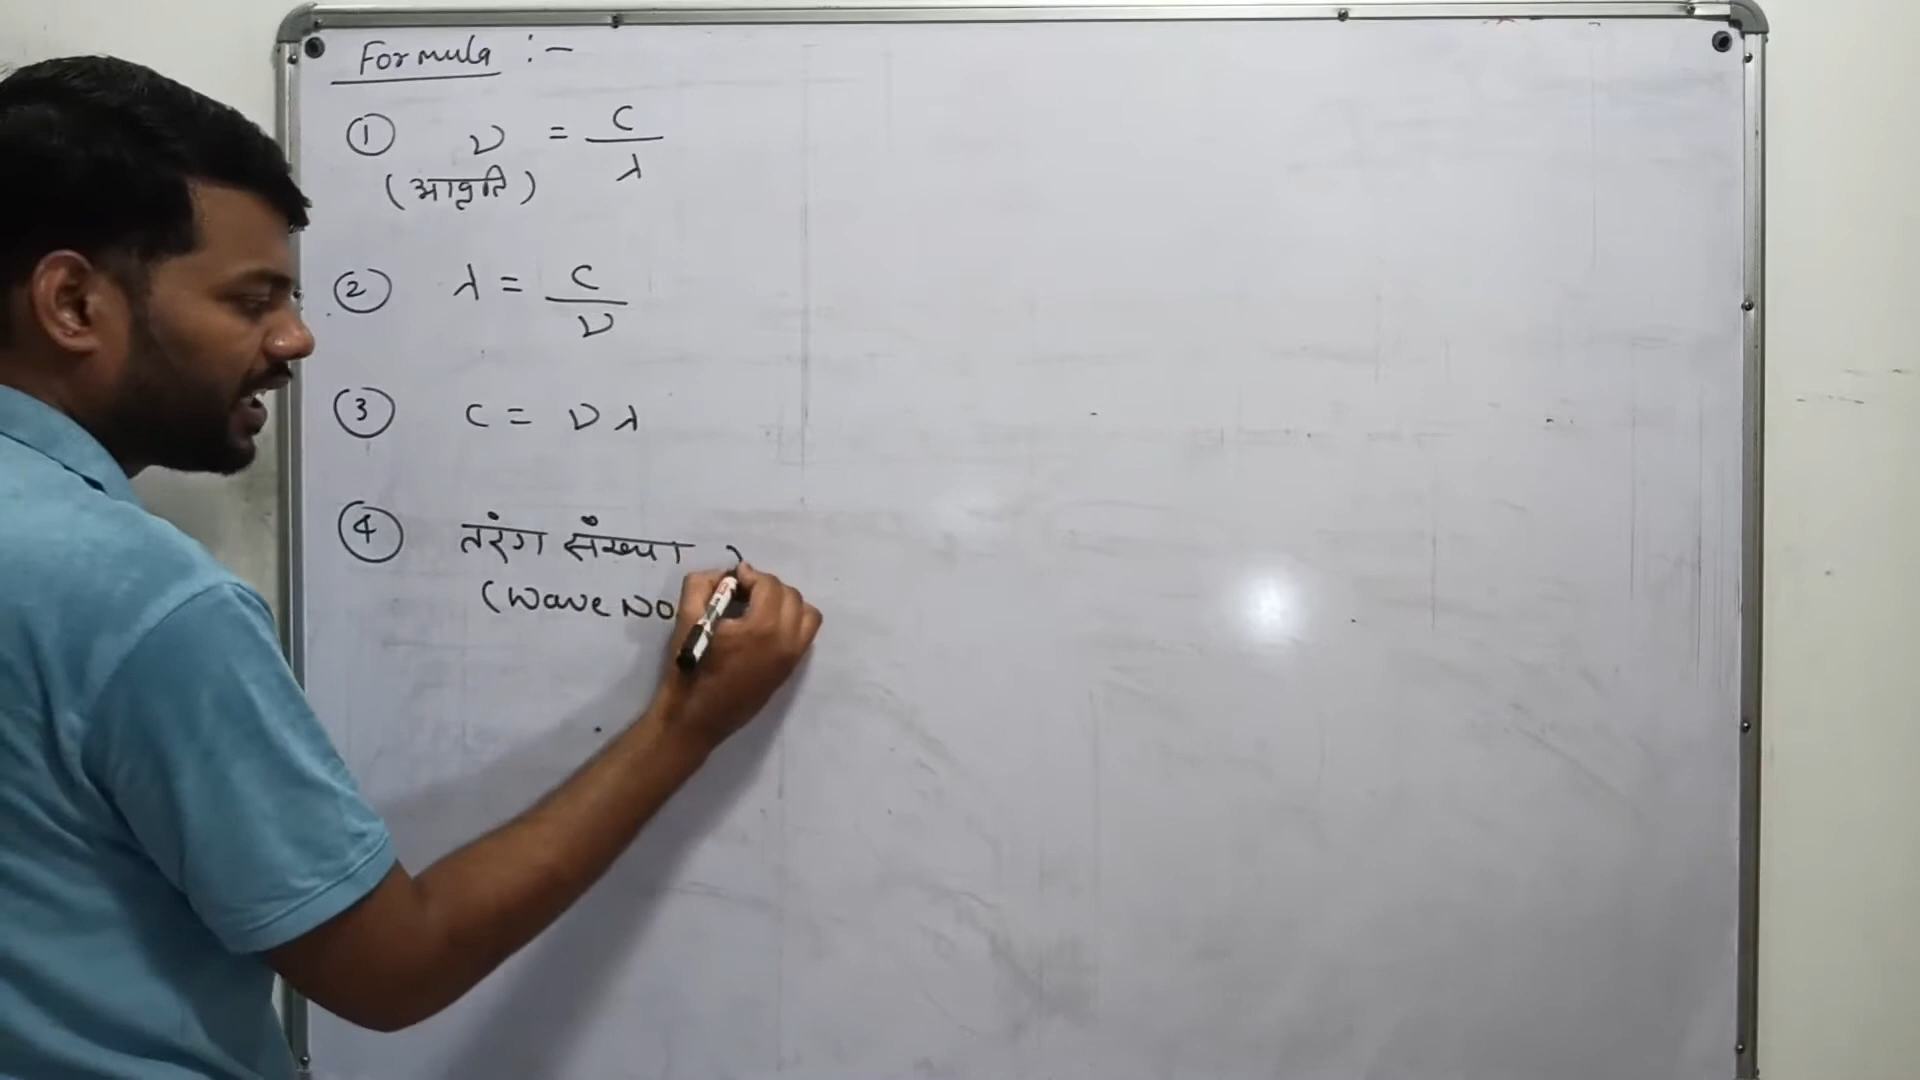 Formula :-
① ν = c/λ
(आवृति)
② λ = c/ν
③ c = νλ
④ तरंग संख्या
(Wave No